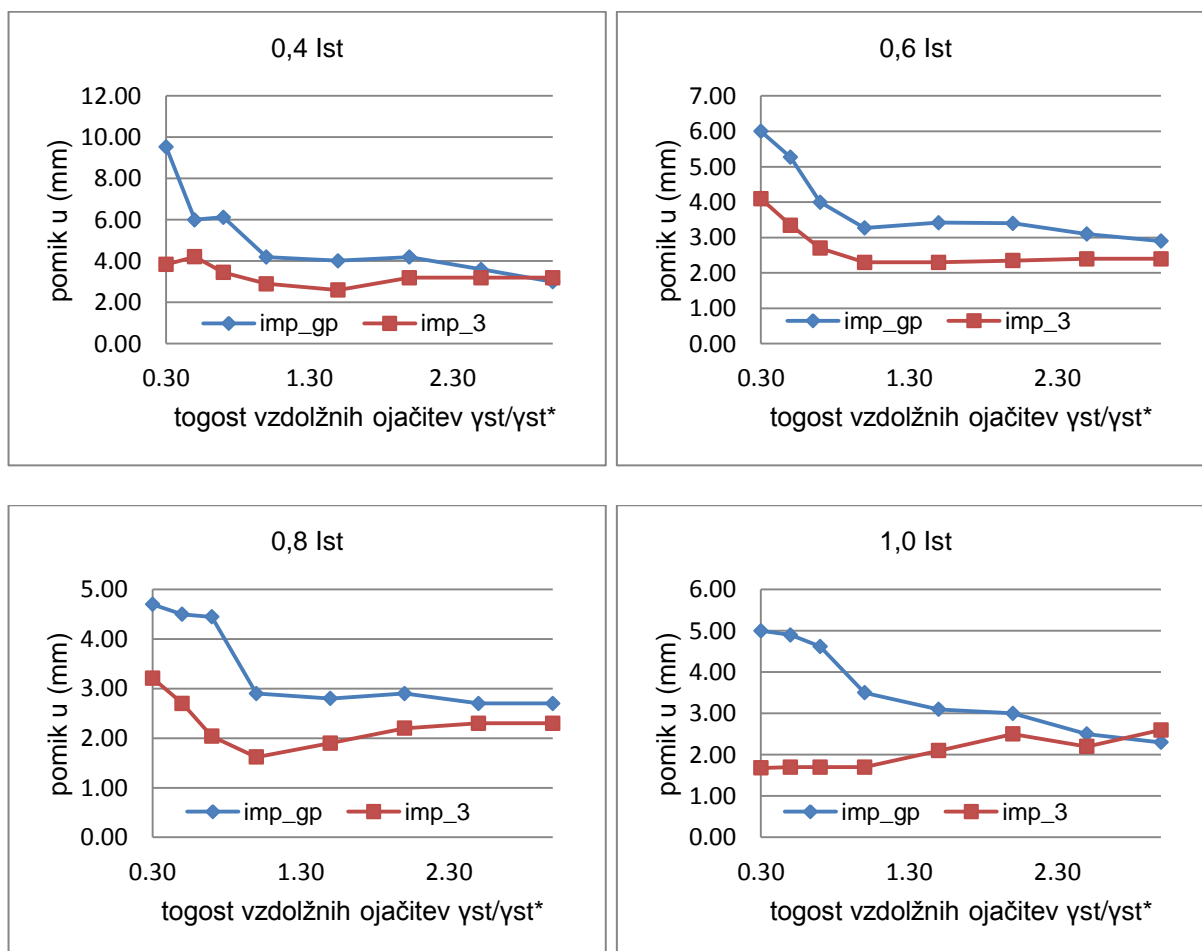 0,4 Ist
12.00
10.00
8.00
6.00
4.00
2.00
0.00
pomik u (mm)
imp_gp imp_3
0.30 1.30 2.30
togost vzdolžnih ojačitev γst/γst*
0,6 Ist
7.00
6.00
5.00
4.00
3.00
2.00
1.00
0.00
pomik u (mm)
imp_gp imp_3
0.30 1.30 2.30
togost vzdolžnih ojačitev γst/γst*
0,8 Ist
5.00
4.00
3.00
2.00
1.00
0.00
pomik u (mm)
imp_gp imp_3
0.30 1.30 2.30
togost vzdolžnih ojačitev γst/γst*
1,0 Ist
6.00
5.00
4.00
3.00
2.00
1.00
0.00
pomik u (mm)
imp_gp imp_3
0.30 1.30 2.30
togost vzdolžnih ojačitev γst/γst*